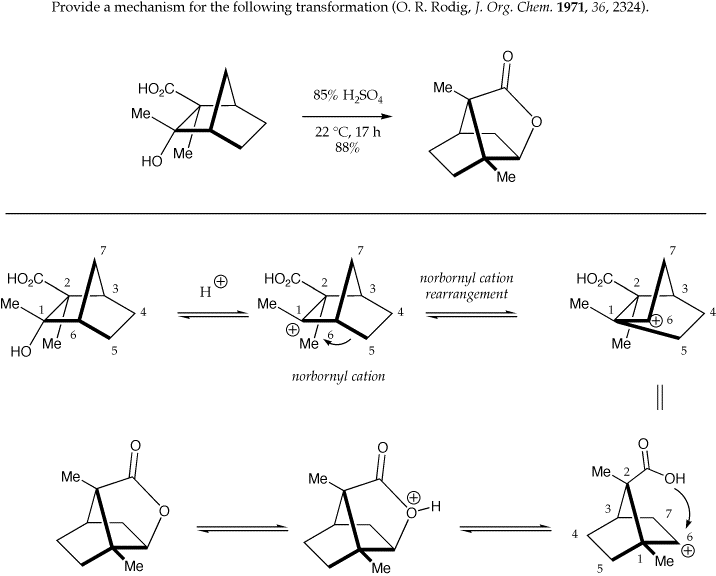 Provide a mechanism for the following transformation (O. R. Rodig, J. Org. Chem. 1971, 36, 2324).
HO2C
Me
HO
Me
85% H2SO4
22 °C, 17 h
88%
Me
O
O
Me
HO2C
Me
HO
Me
1
2
3
4
5
6
7
H
⊕
HO2C
Me
Me
⊕
1
2
3
4
5
6
7
norbornyl cation
norbornyl cation
rearrangement
HO2C
Me
Me
⊕
1
2
3
4
5
6
7
Me
O
O
Me
Me
O
O
⊕
H
Me
O
OH
Me
2
3
7
4
6
⊕
5
1
Me